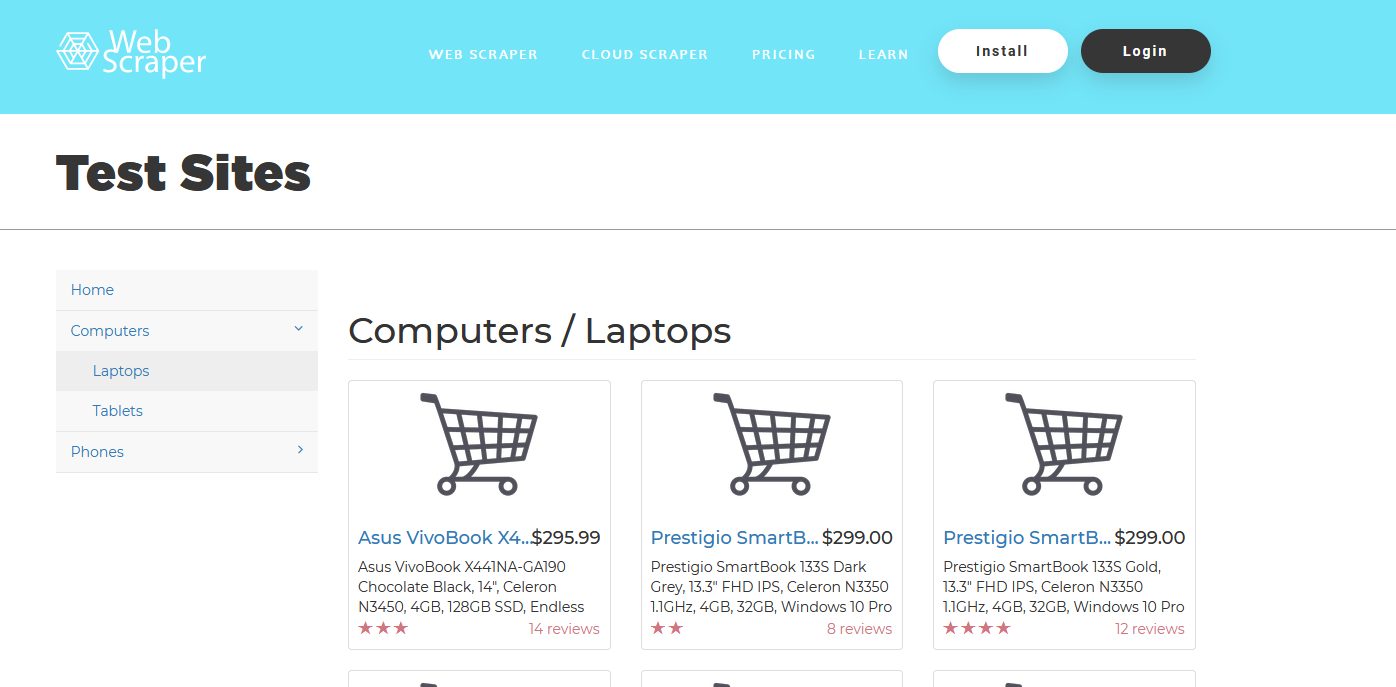 Web
Scraper
WEB SCRAPER
CLOUD SCRAPER
PRICING
LEARN
Install
Login
Test Sites
Home
Computers
Laptops
Tablets
Phones
Computers / Laptops
Asus VivoBook X4... $295.99
Asus VivoBook X441NA-GA190
Chocolate Black, 14", Celeron
N3450, 4GB, 128GB SSD, Endless
14 reviews
Prestigio SmartB... $299.00
Prestigio SmartBook 133S Dark
Grey, 13.3" FHD IPS, Celeron N3350
1.1GHz, 4GB, 32GB, Windows 10 Pro
8 reviews
Prestigio SmartB... $299.00
Prestigio SmartBook 133S Gold,
13.3" FHD IPS, Celeron N3350
1.1GHz, 4GB, 32GB, Windows 10 Pro
12 reviews